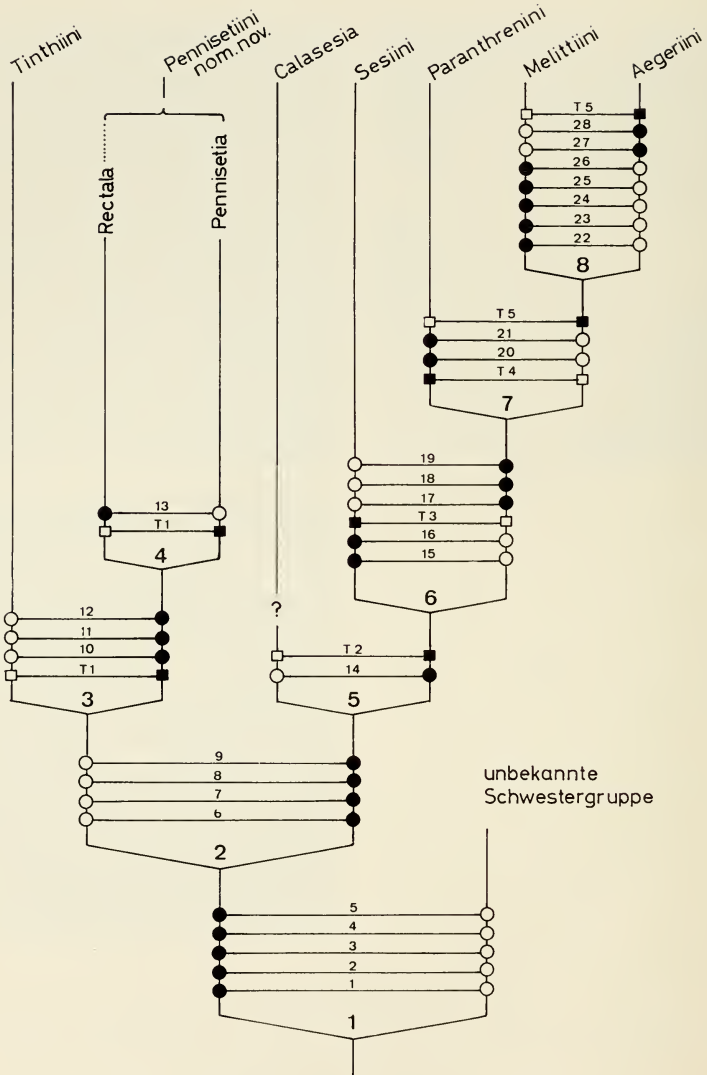 Tinthiini
Pennisetiini
nom.nov.
Calasesia
Sesiini
Paranthrenini
Melittiini
Aegeriini
Rectala
Pennisetia
T 5
28
27
26
25
24
23
22
8
T 5
21
20
T 4
7
19
18
17
T 3
16
15
6
13
T 1
4
?
12
11
10
T1
3
T 2
14
5
9
8
7
6
2
unbekannte
Schwestergruppe
5
4
3
2
1
1